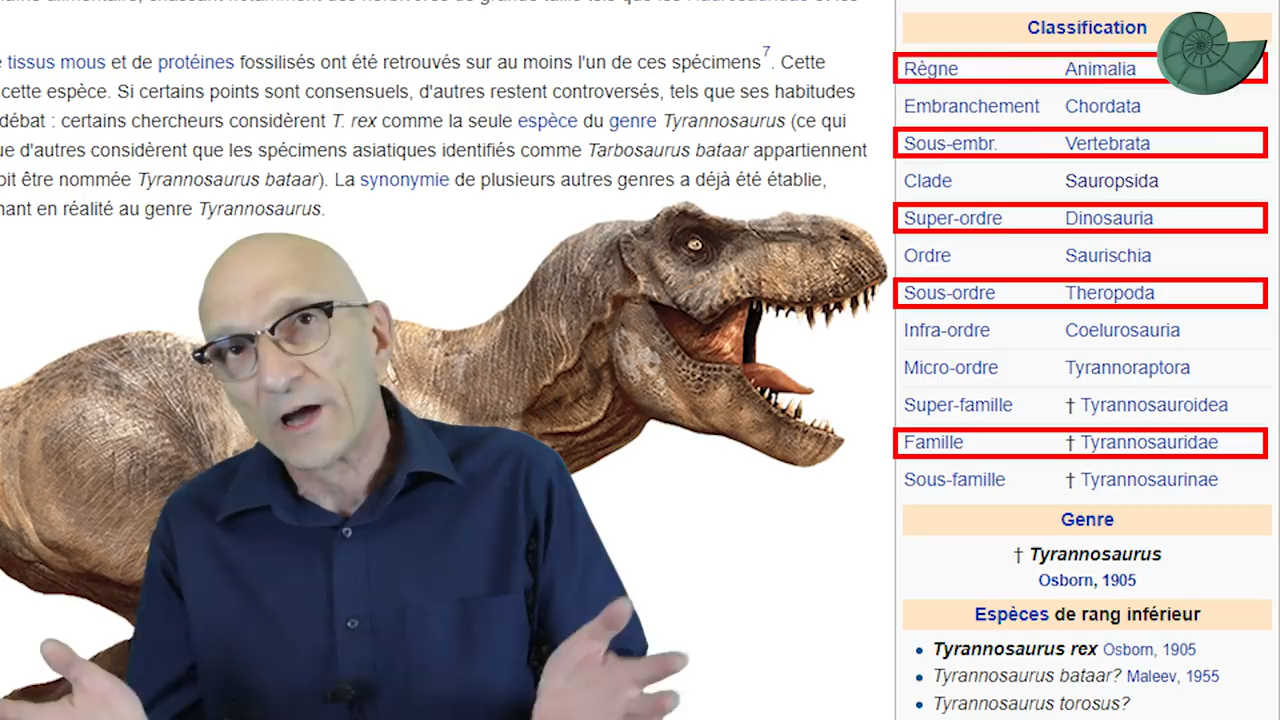 tissus mous et de protéines fossilisés ont été retrouvés sur au moins l'un de ces spécimens7. Cette
cette espèce. Si certains points sont consensuels, d'autres restent controversés, tels que ses habitudes
débat : certains chercheurs considèrent T. rex comme la seule espèce du genre Tyrannosaurus (ce qui
d'autres considèrent que les spécimens asiatiques identifiés comme Tarbosaurus bataar appartiennent
être nommée Tyrannosaurus bataar). La synonymie de plusieurs autres genres a déjà été établie,
en réalité au genre Tyrannosaurus.
Classification
Règne Animalia
Embranchement Chordata
Sous-embr. Vertebrata
Clade Sauropsida
Super-ordre Dinosauria
Ordre Saurischia
Sous-ordre Theropoda
Infra-ordre Coelurosauria
Micro-ordre Tyrannoraptora
Super-famille † Tyrannosauroidea
Famille † Tyrannosauridae
Sous-famille † Tyrannosaurinae
Genre
† Tyrannosaurus
Osborn, 1905
Espèces de rang inférieur
• Tyrannosaurus rex Osborn, 1905
• Tyrannosaurus bataar? Maleev, 1955
• Tyrannosaurus torosus?